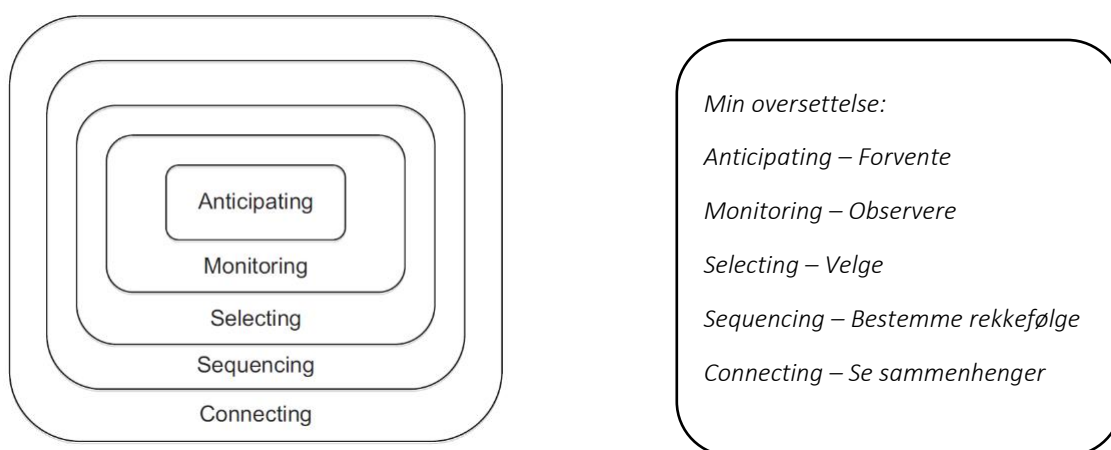 Anticipating
Monitoring
Selecting
Sequencing
Connecting
Min oversettelse:
Anticipating – Forvente
Monitoring – Observere
Selecting – Velge
Sequencing – Bestemme rekkefølge
Connecting – Se sammenhenger